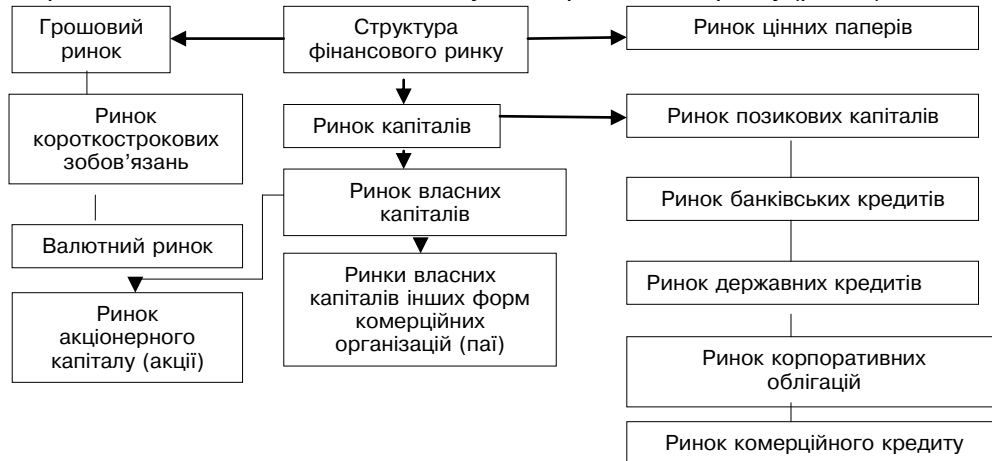 Грошовий
ринок
Структура
фінансового ринку
Ринок цінних паперів
Ринок
короткострокових
зобов’язань
Ринок капіталів
Ринок позикових капіталів
Ринок власних
капіталів
Ринок банківських кредитів
Валютний ринок
Ринки власних
капіталів інших форм
комерційних
організацій (паї)
Ринок державних кредитів
Ринок
акціонерного
капіталу (акції)
Ринок корпоративних
облігацій
Ринок комерційного кредиту